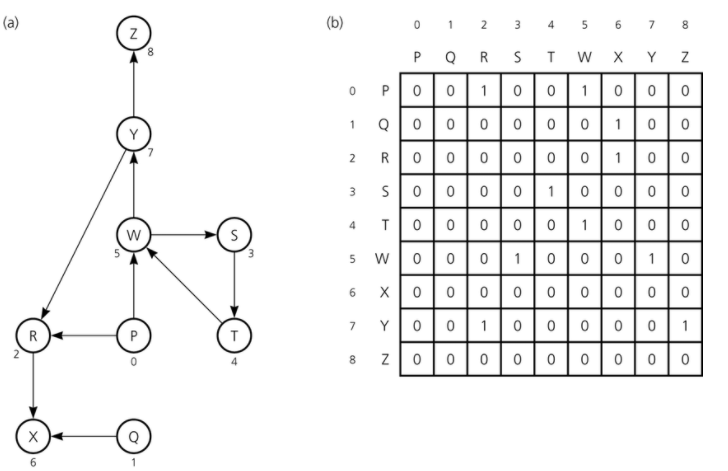 (a)
Z
8
Y
7
W
5
S
3
R
2
P
0
T
4
X
6
Q
1
(b)
0 1 2 3 4 5 6 7 8
P Q R S T W X Y Z
0 P 0 0 1 0 0 1 0 0 0
1 Q 0 0 0 0 0 0 1 0 0
2 R 0 0 0 0 0 0 1 0 0
3 S 0 0 0 0 1 0 0 0 0
4 T 0 0 0 0 0 1 0 0 0
5 W 0 0 0 1 0 0 0 1 0
6 X 0 0 0 0 0 0 0 0 0
7 Y 0 0 1 0 0 0 0 0 1
8 Z 0 0 0 0 0 0 0 0 0